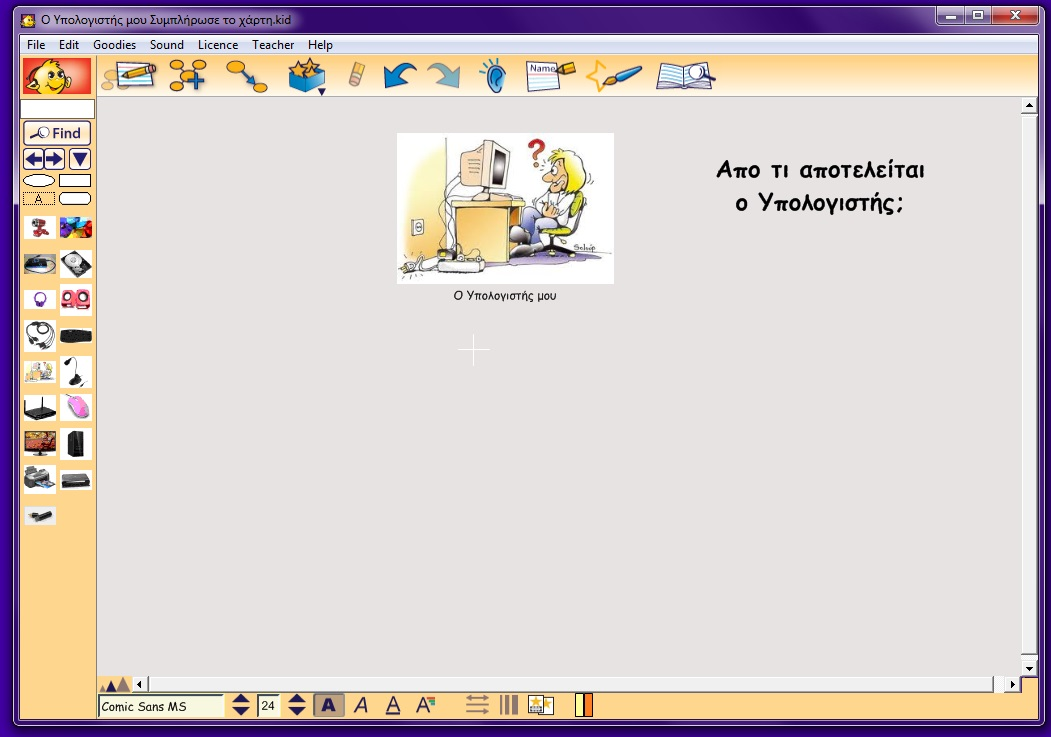 Ο Υπολογιστής μου Συμπλήρωσε το χάρτη.kid
File Edit Goodies Sound Licence Teacher Help
Name
Find
A
Απο τι αποτελείται
ο Υπολογιστής;
Ο Υπολογιστής μου
Comic Sans MS 24 A A A A